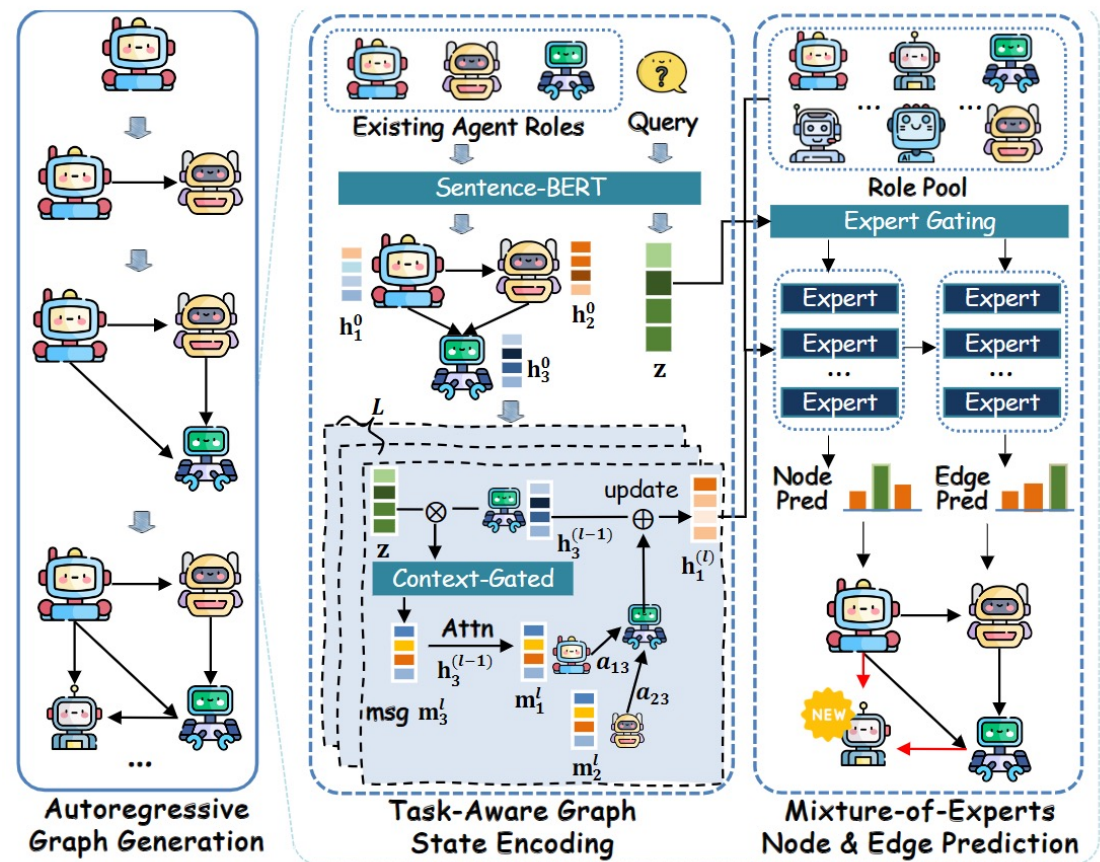 ...
Autoregressive
Graph Generation
Existing Agent Roles
Query
?
Sentence-BERT
h₁⁰
h₂⁰
h₃⁰
z
L
z
⊗
h₃^(l-1)
update
⊕
h₁^(l)
Context-Gated
Attn
h₃^(l-1)
msg m₃^l
m₁^l
a₁₃
a₂₃
m₂^l
Task-Aware Graph
State Encoding
...
...
AI
Role Pool
Expert Gating
Expert
Expert
...
Expert
Expert
Expert
...
Expert
Node
Pred
Edge
Pred
NEW
Mixture-of-Experts
Node & Edge Prediction